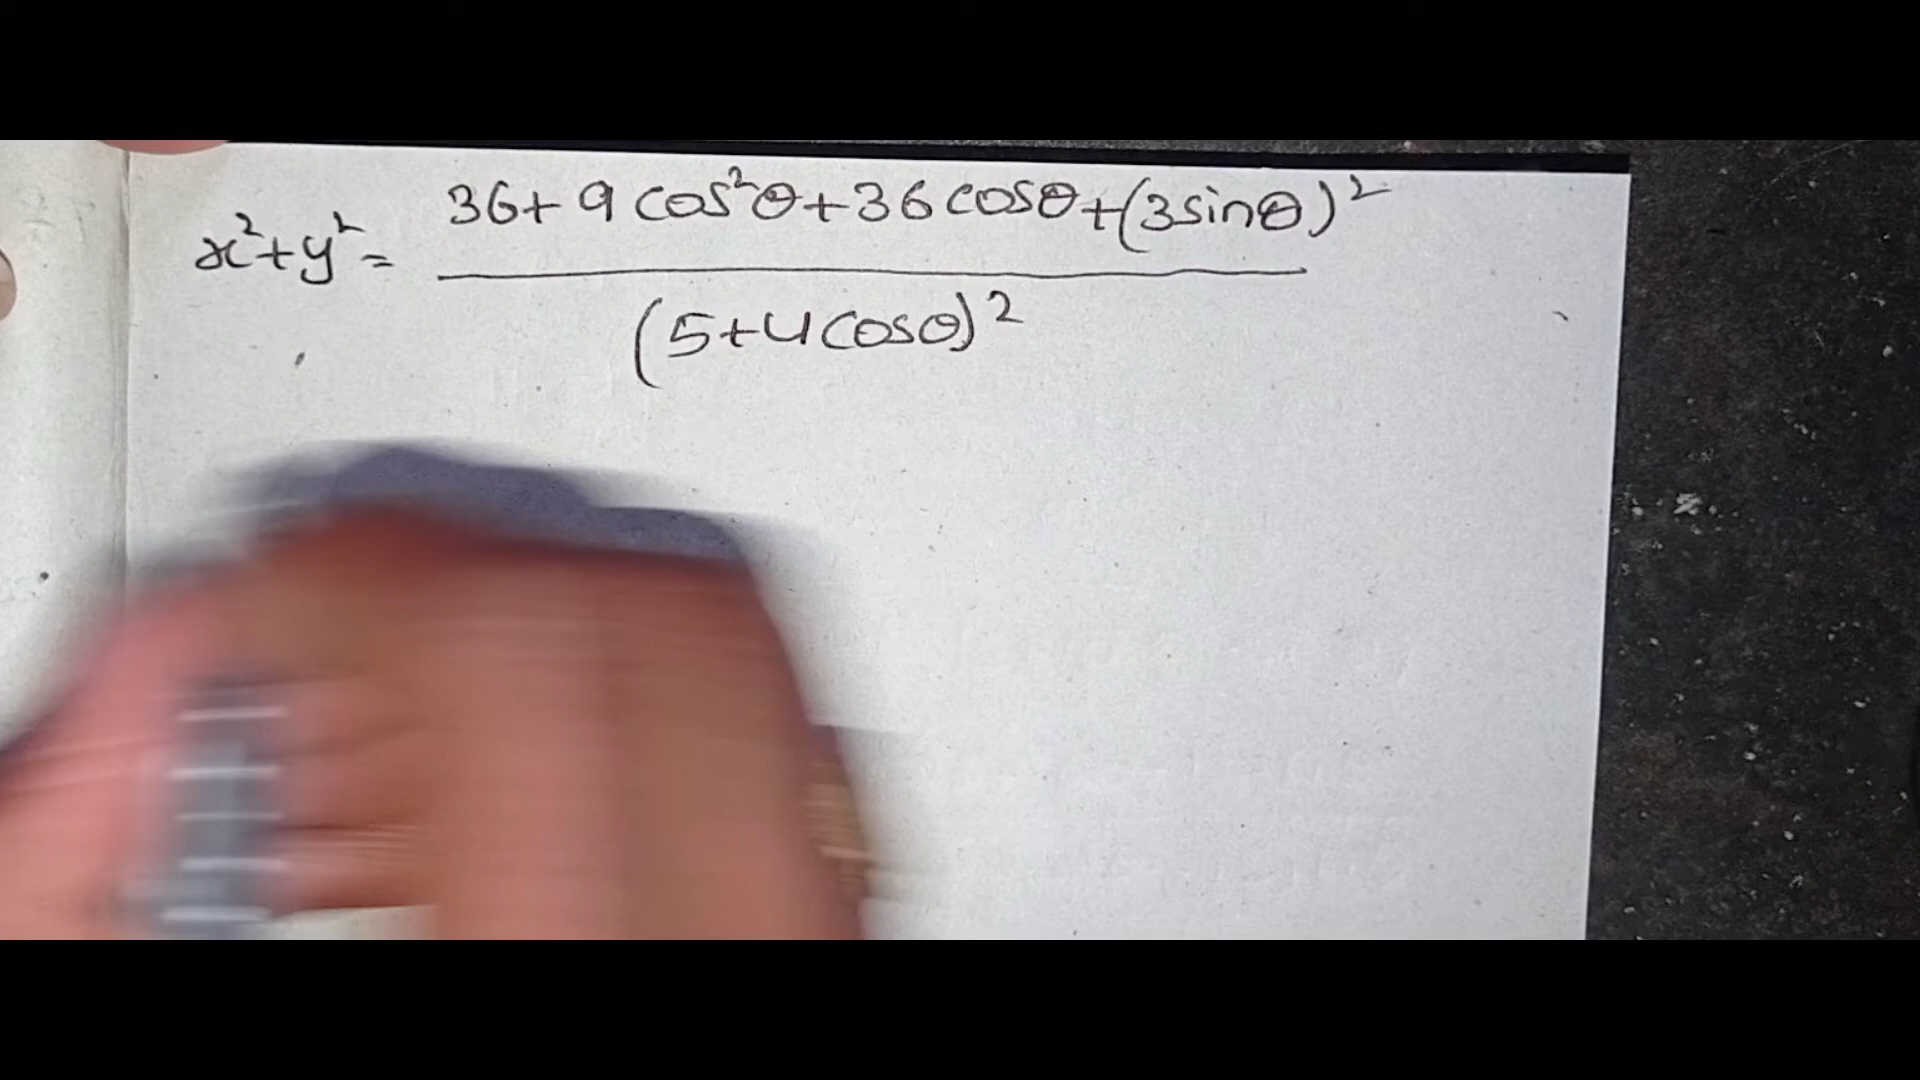 x²+y² = 36+9cos²θ+36cosθ+(3sinθ)²
(5+4cosθ)²